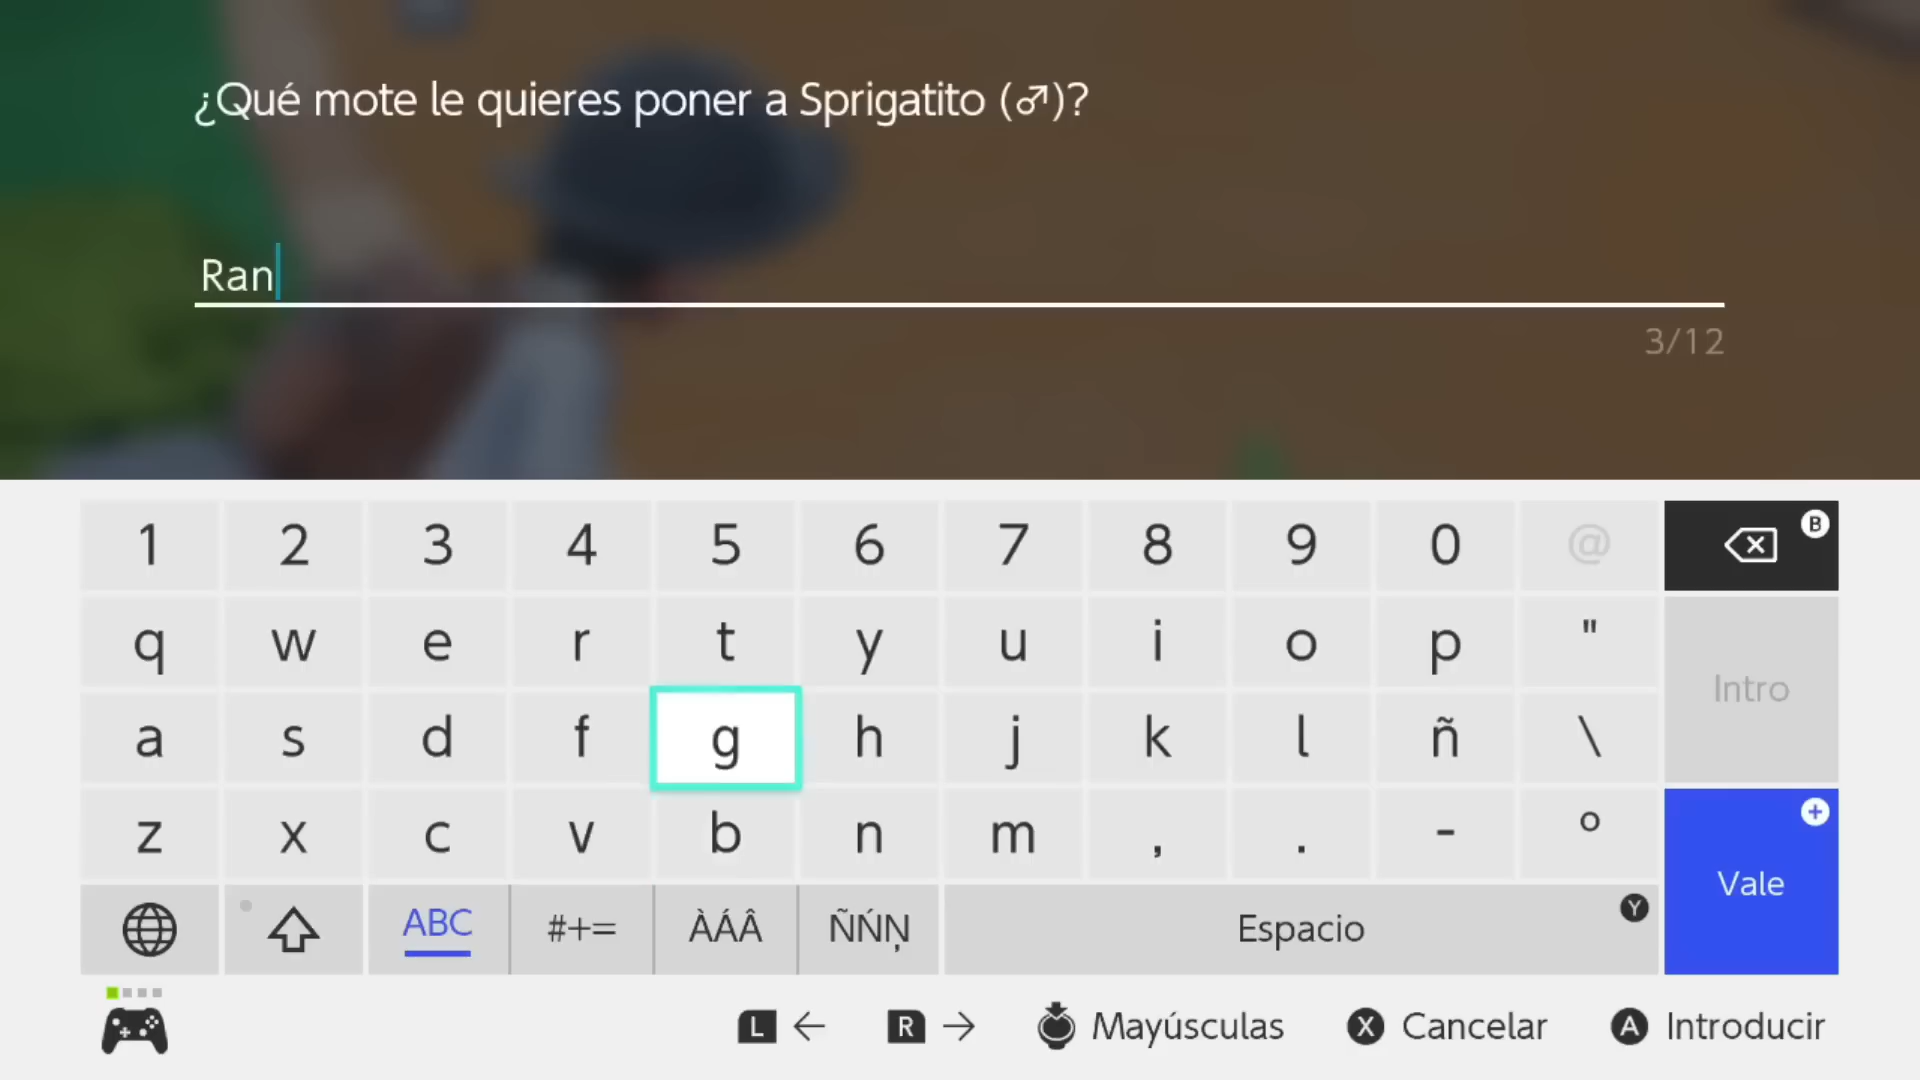 ¿Qué mote le quieres poner a Sprigatito (♂)?
Ran
3/12
1 2 3 4 5 6 7 8 9 0 @ B
q w e r t y u i o p " Intro
a s d f g h j k l ñ \
z x c v b n m , . - º + Vale
ABC #+= ÀÁÂ ÑŃŅ Espacio Y
L ← R → Mayúsculas X Cancelar A Introducir